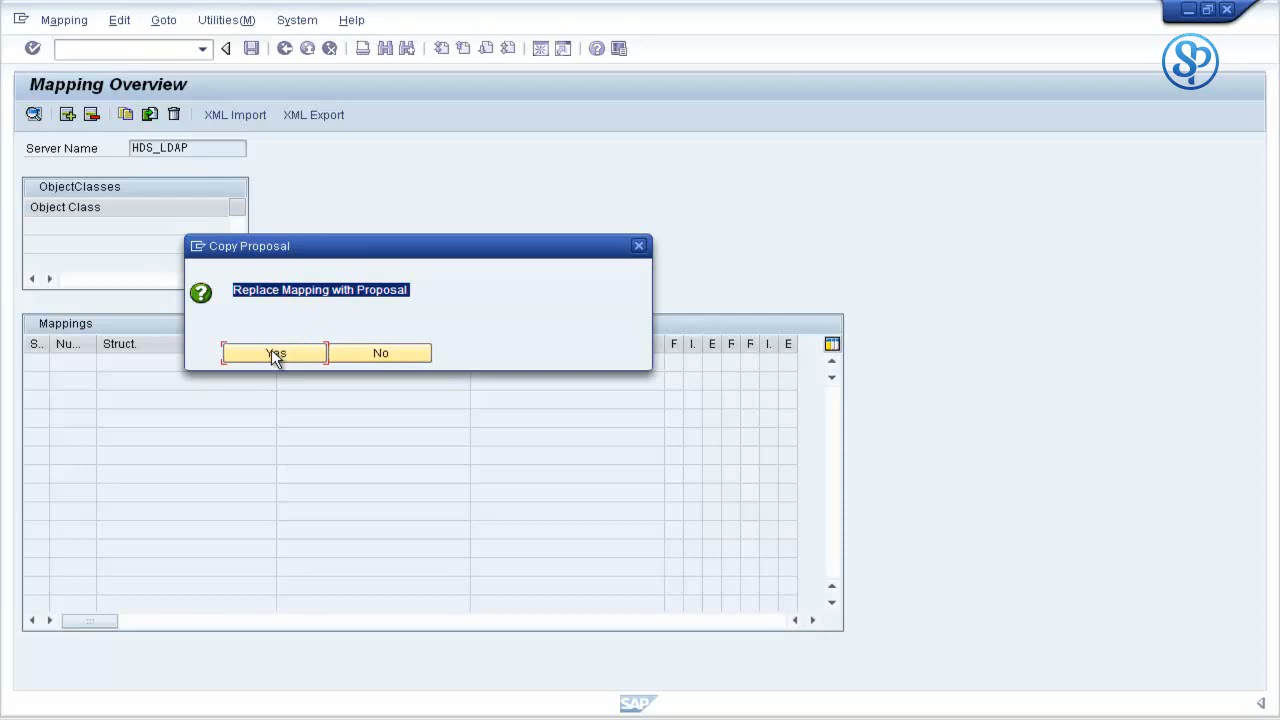 Mapping Edit Goto Utilities(M) System Help
SP
Mapping Overview
XML Import XML Export
Server Name HDS_LDAP
ObjectClasses
Object Class
Copy Proposal
Replace Mapping with Proposal
Yes No
Mappings
S.. Nu... Struct. F I. E F F I. E
SAP